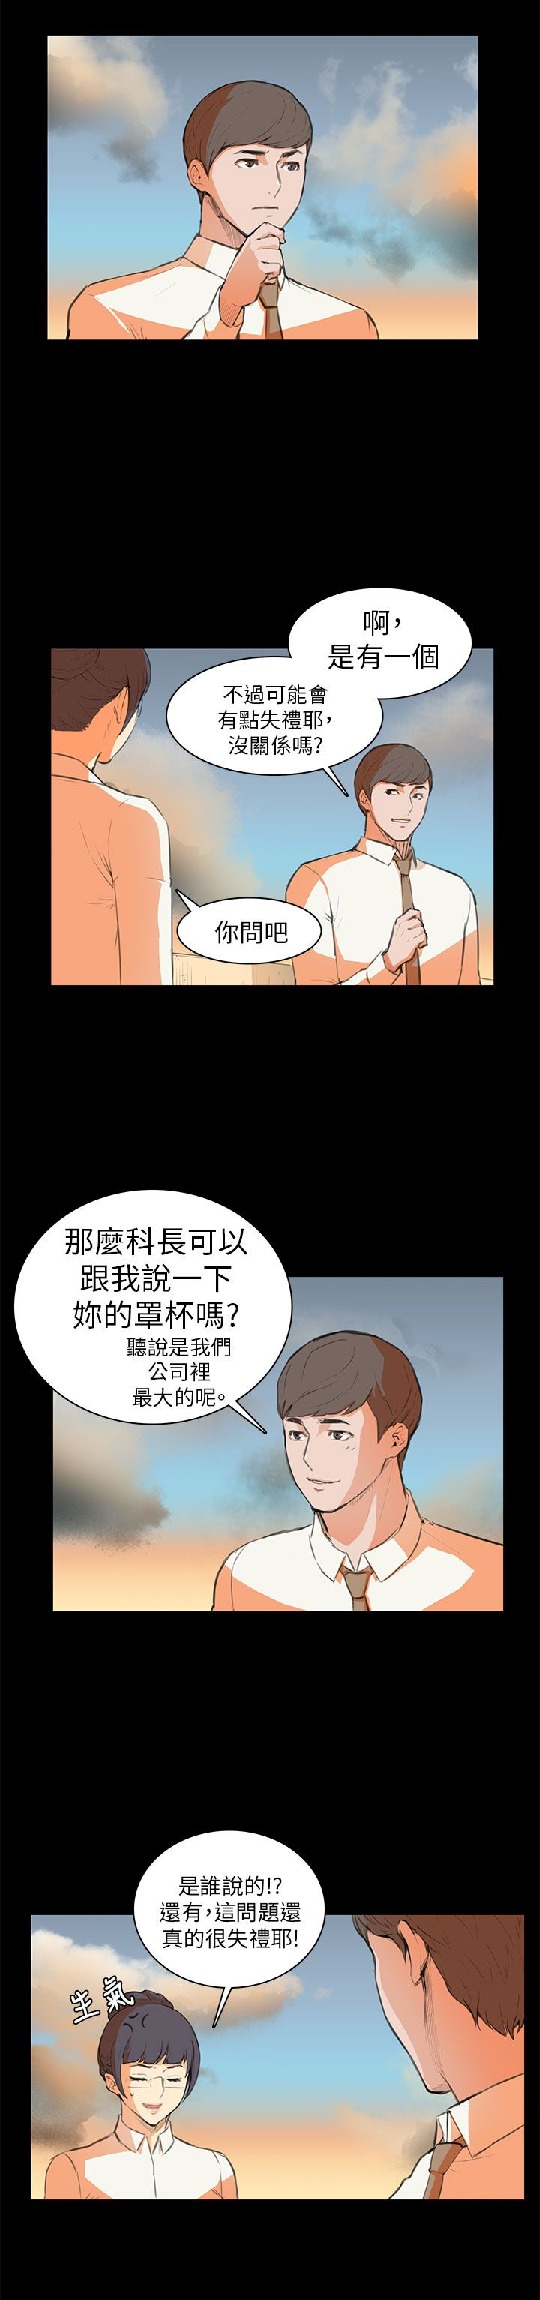 啊，
是有一個
不過可能會
有點失禮耶，
沒關係嗎?
你問吧
那麼科長可以
跟我說一下
妳的罩杯嗎?
聽說是我們
公司裡
最大的呢。
是誰說的!?
還有，這問題還
真的很失禮耶!
生氣